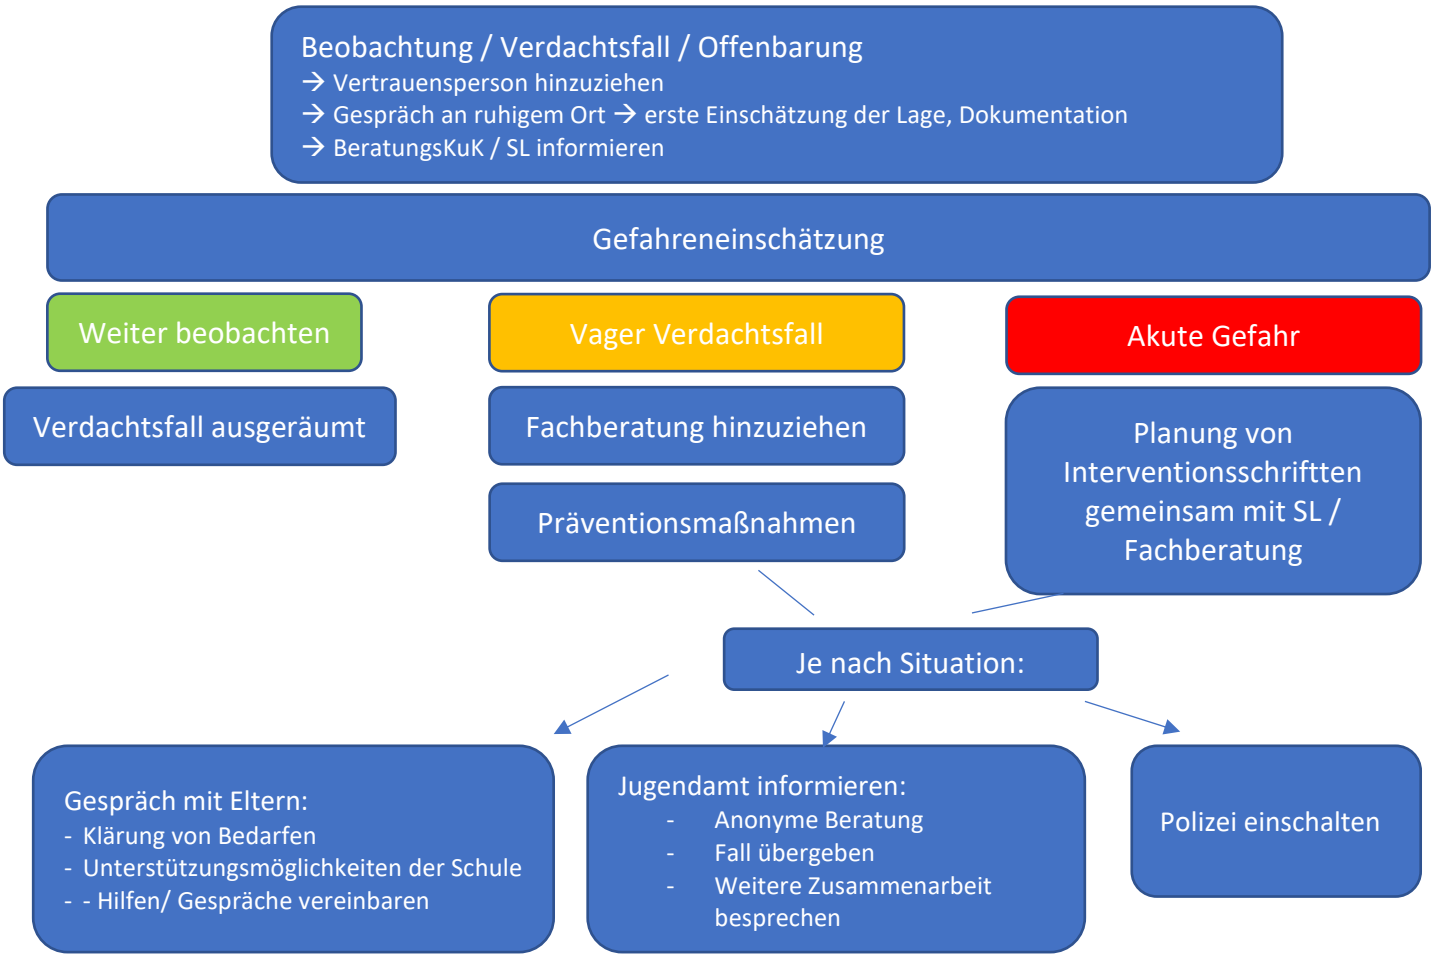 Beobachtung / Verdachtsfall / Offenbarung
→ Vertrauensperson hinzuziehen
→ Gespräch an ruhigem Ort → erste Einschätzung der Lage, Dokumentation
→ BeratungsKuK / SL informieren
Gefahreneinschätzung
Weiter beobachten
Vager Verdachtsfall
Akute Gefahr
Verdachtsfall ausgeräumt
Fachberatung hinzuziehen
Präventionsmaßnahmen
Planung von
Interventionsschriftten
gemeinsam mit SL /
Fachberatung
Je nach Situation:
Gespräch mit Eltern:
- Klärung von Bedarfen
- Unterstützungsmöglichkeiten der Schule
- - Hilfen/ Gespräche vereinbaren
Jugendamt informieren:
- Anonyme Beratung
- Fall übergeben
- Weitere Zusammenarbeit
besprechen
Polizei einschalten